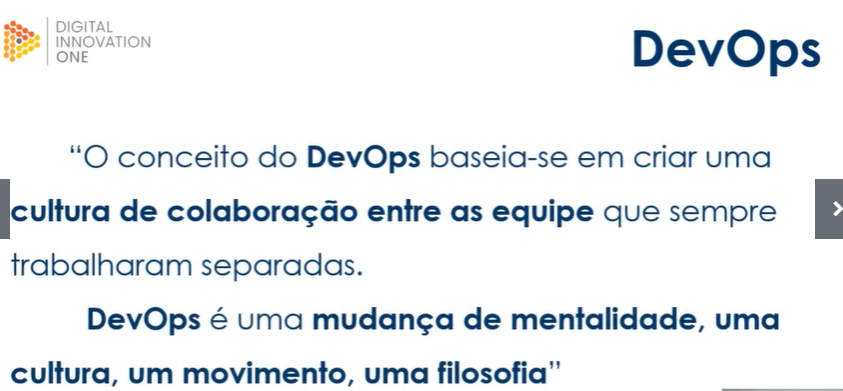 DIGITAL
INNOVATION
ONE
DevOps
“O conceito do DevOps baseia-se em criar uma
cultura de colaboração entre as equipe que sempre
trabalharam separadas.
DevOps é uma mudança de mentalidade, uma
cultura, um movimento, uma filosofia”